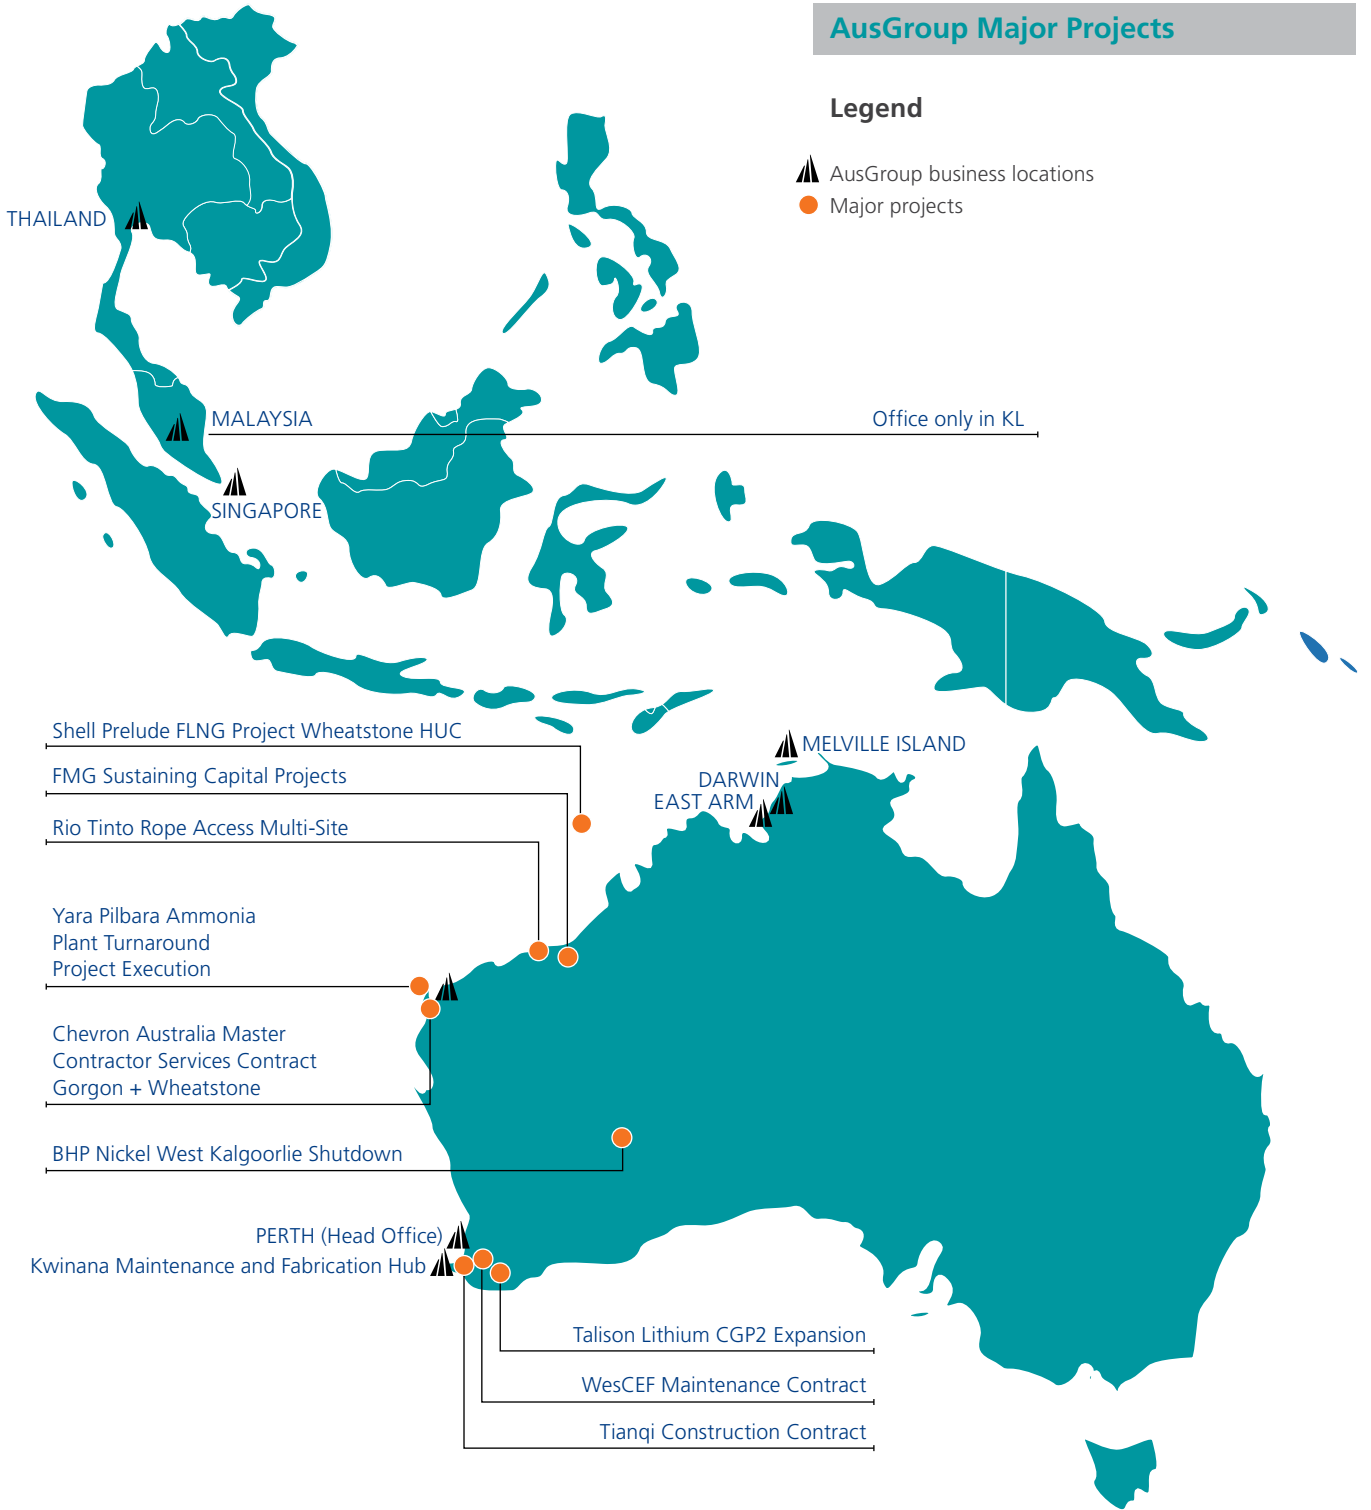 AusGroup Major Projects
Legend
AusGroup business locations
Major projects
THAILAND
MALAYSIA
Office only in KL
SINGAPORE
Shell Prelude FLNG Project Wheatstone HUC
FMG Sustaining Capital Projects
Rio Tinto Rope Access Multi-Site
MELVILLE ISLAND
DARWIN
EAST ARM
Yara Pilbara Ammonia
Plant Turnaround
Project Execution
Chevron Australia Master
Contractor Services Contract
Gorgon + Wheatstone
BHP Nickel West Kalgoorlie Shutdown
PERTH (Head Office)
Kwinana Maintenance and Fabrication Hub
Talison Lithium CGP2 Expansion
WesCEF Maintenance Contract
Tianqi Construction Contract